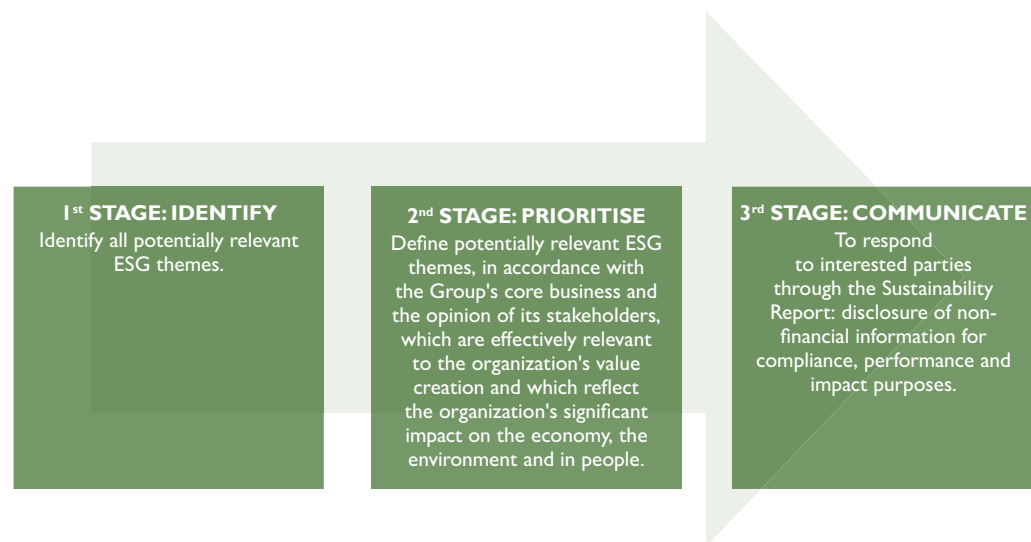 1st STAGE: IDENTIFY
Identify all potentially relevant
ESG themes.
2nd STAGE: PRIORITISE
Define potentially relevant ESG
themes, in accordance with
the Group's core business and
the opinion of its stakeholders,
which are effectively relevant
to the organization's value
creation and which reflect
the organization's significant
impact on the economy, the
environment and in people.
3rd STAGE: COMMUNICATE
To respond
to interested parties
through the Sustainability
Report: disclosure of non-
financial information for
compliance, performance and
impact purposes.